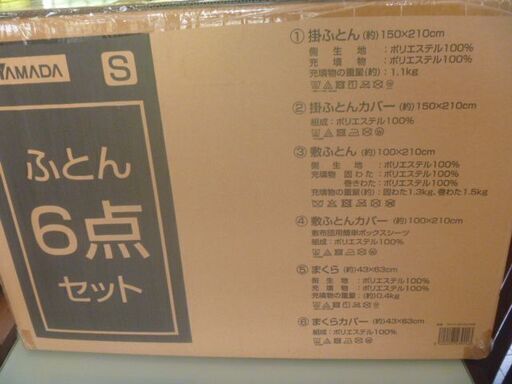 YAMADA
S
ふとん
6点
セット
① 掛ふとん (約) 150×210cm
側生地:ポリエステル100%
充填物:ポリエステル100%
充填物の重量(約):1.1kg
② 掛ふとんカバー (約) 150×210cm
組成:ポリエステル100%
③ 敷ふとん (約) 100×210cm
側生地:ポリエステル100%
充填物 固わた:ポリエステル100%
巻きわた:ポリエステル100%
充填物の重量(約):固わた1.3kg、巻わた1.5kg
④ 敷ふとんカバー (約) 100×210cm
敷布団用簡単ボックスシーツ
組成:ポリエステル100%
⑤ まくら (約) 43×63cm
側生地:ポリエステル100%
充填物:ポリエステル100%
充填物の重量:(約)0.4kg
⑥ まくらカバー (約) 43×63cm
組成:ポリエステル100%